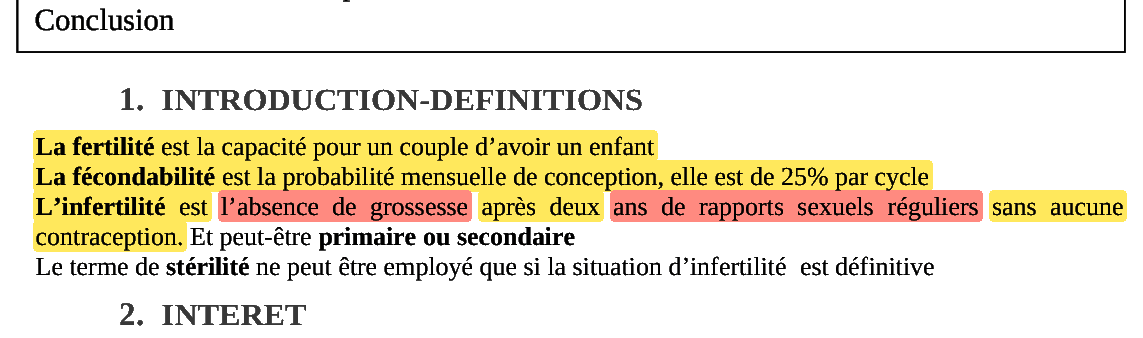 Conclusion
1. INTRODUCTION-DEFINITIONS
La fertilité est la capacité pour un couple d’avoir un enfant
La fécondabilité est la probabilité mensuelle de conception, elle est de 25% par cycle
L’infertilité est l’absence de grossesse après deux ans de rapports sexuels réguliers sans aucune
contraception. Et peut-être primaire ou secondaire
Le terme de stérilité ne peut être employé que si la situation d’infertilité est définitive
2. INTERET